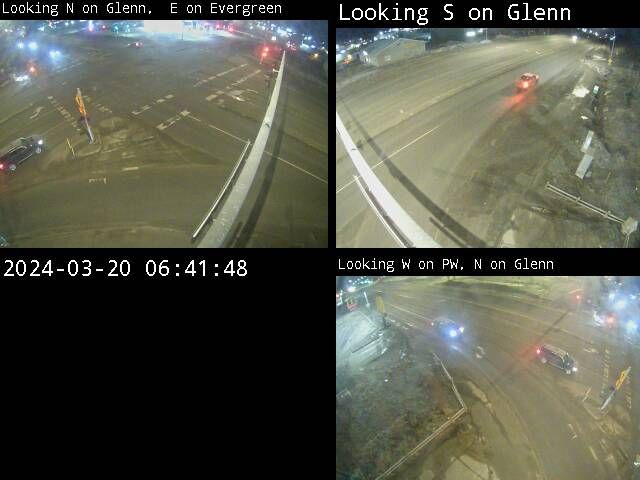 Looking N on Glenn,  E on Evergreen
Looking S on Glenn
2024-03-20 06:41:48
Looking W on PW, N on Glenn